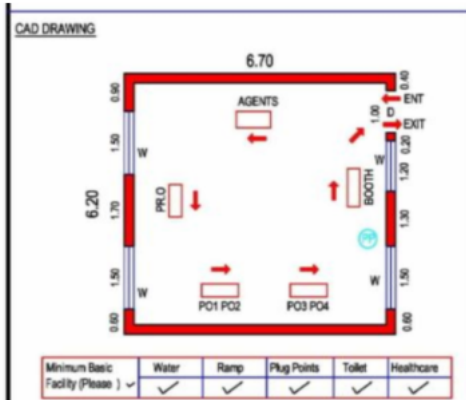 CAD DRAWING
6.70
0.90
0.40
ENT
AGENTS
1.00
D
EXIT
0.20
1.50
W
W
1.20
PR.O
BOOTH
6.20
1.70
1.30
1.50
W
W
1.50
PO1 PO2
PO3 PO4
0.60
0.60
Minimum Basic Facility (Please ) ✓
Water
Ramp
Plug Points
Toilet
Healthcare
✓ ✓ ✓ ✓ ✓